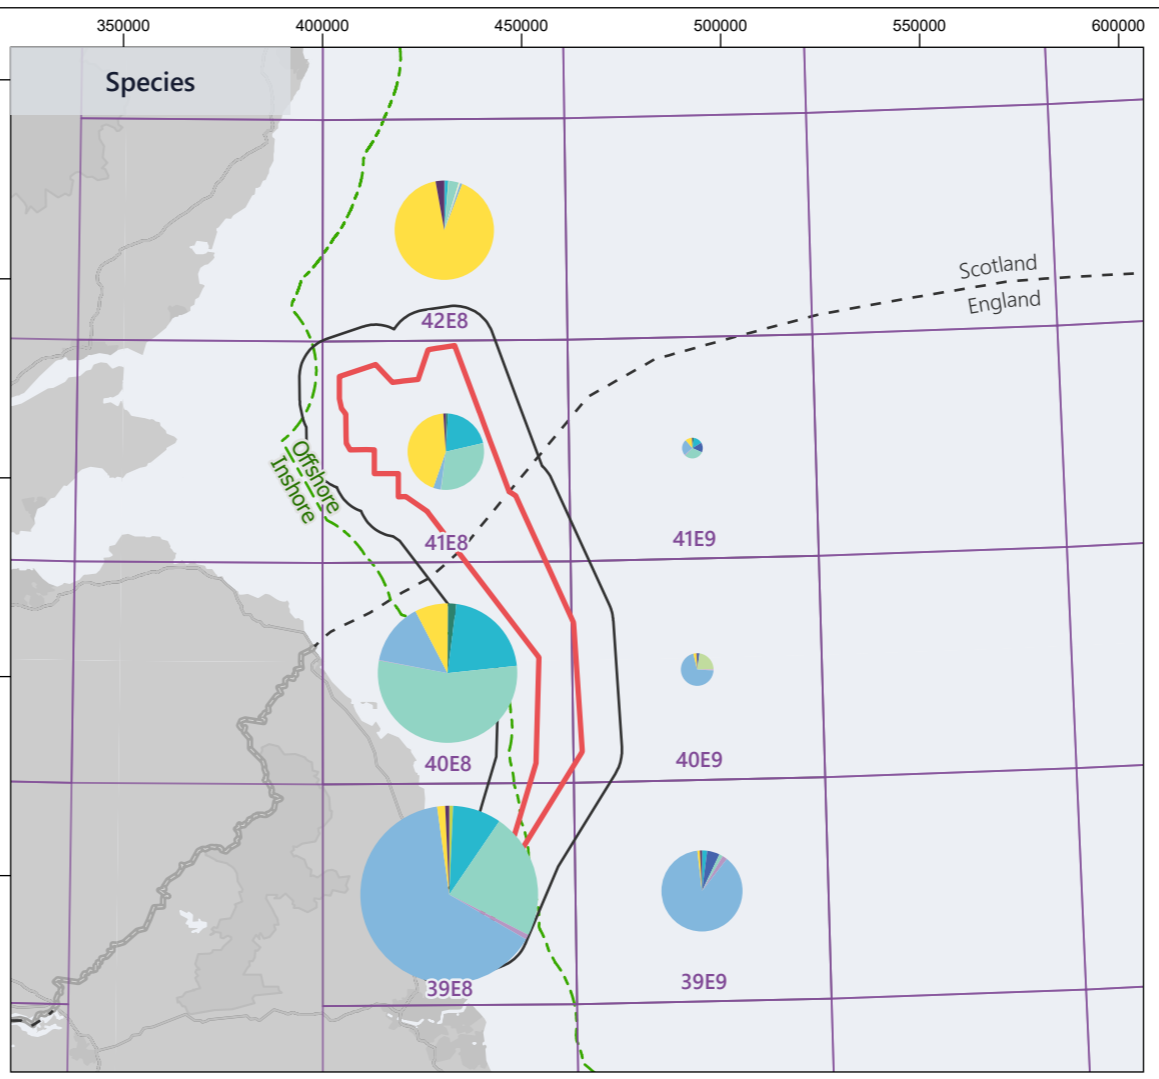 350000 400000 450000 500000 550000 600000
Species
Scotland
England
42E8
Offshore
Inshore
41E8
41E9
40E8
40E9
39E8
39E9